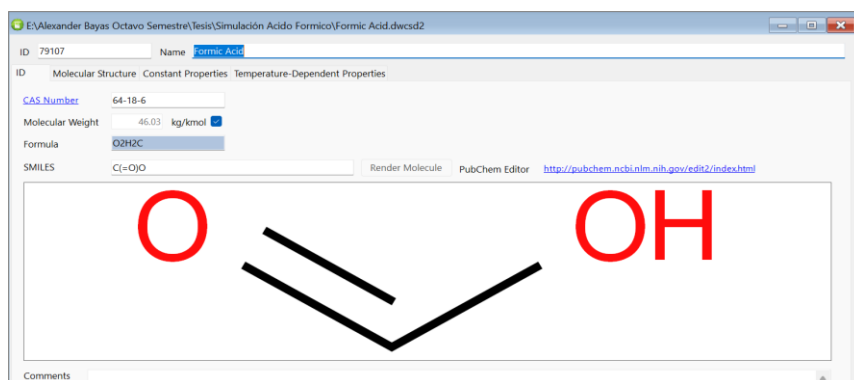 E:\Alexander Bayas Octavo Semestre\Tesis\Simulación Acido Formico\Formic Acid.dwcsd2
ID 79107 Name Formic Acid
ID Molecular Structure Constant Properties Temperature-Dependent Properties
CAS Number 64-18-6
Molecular Weight 46.03 kg/kmol
Formula O2H2C
SMILES C(=O)O Render Molecule PubChem Editor http://pubchem.ncbi.nlm.nih.gov/edit2/index.html
O OH
Comments